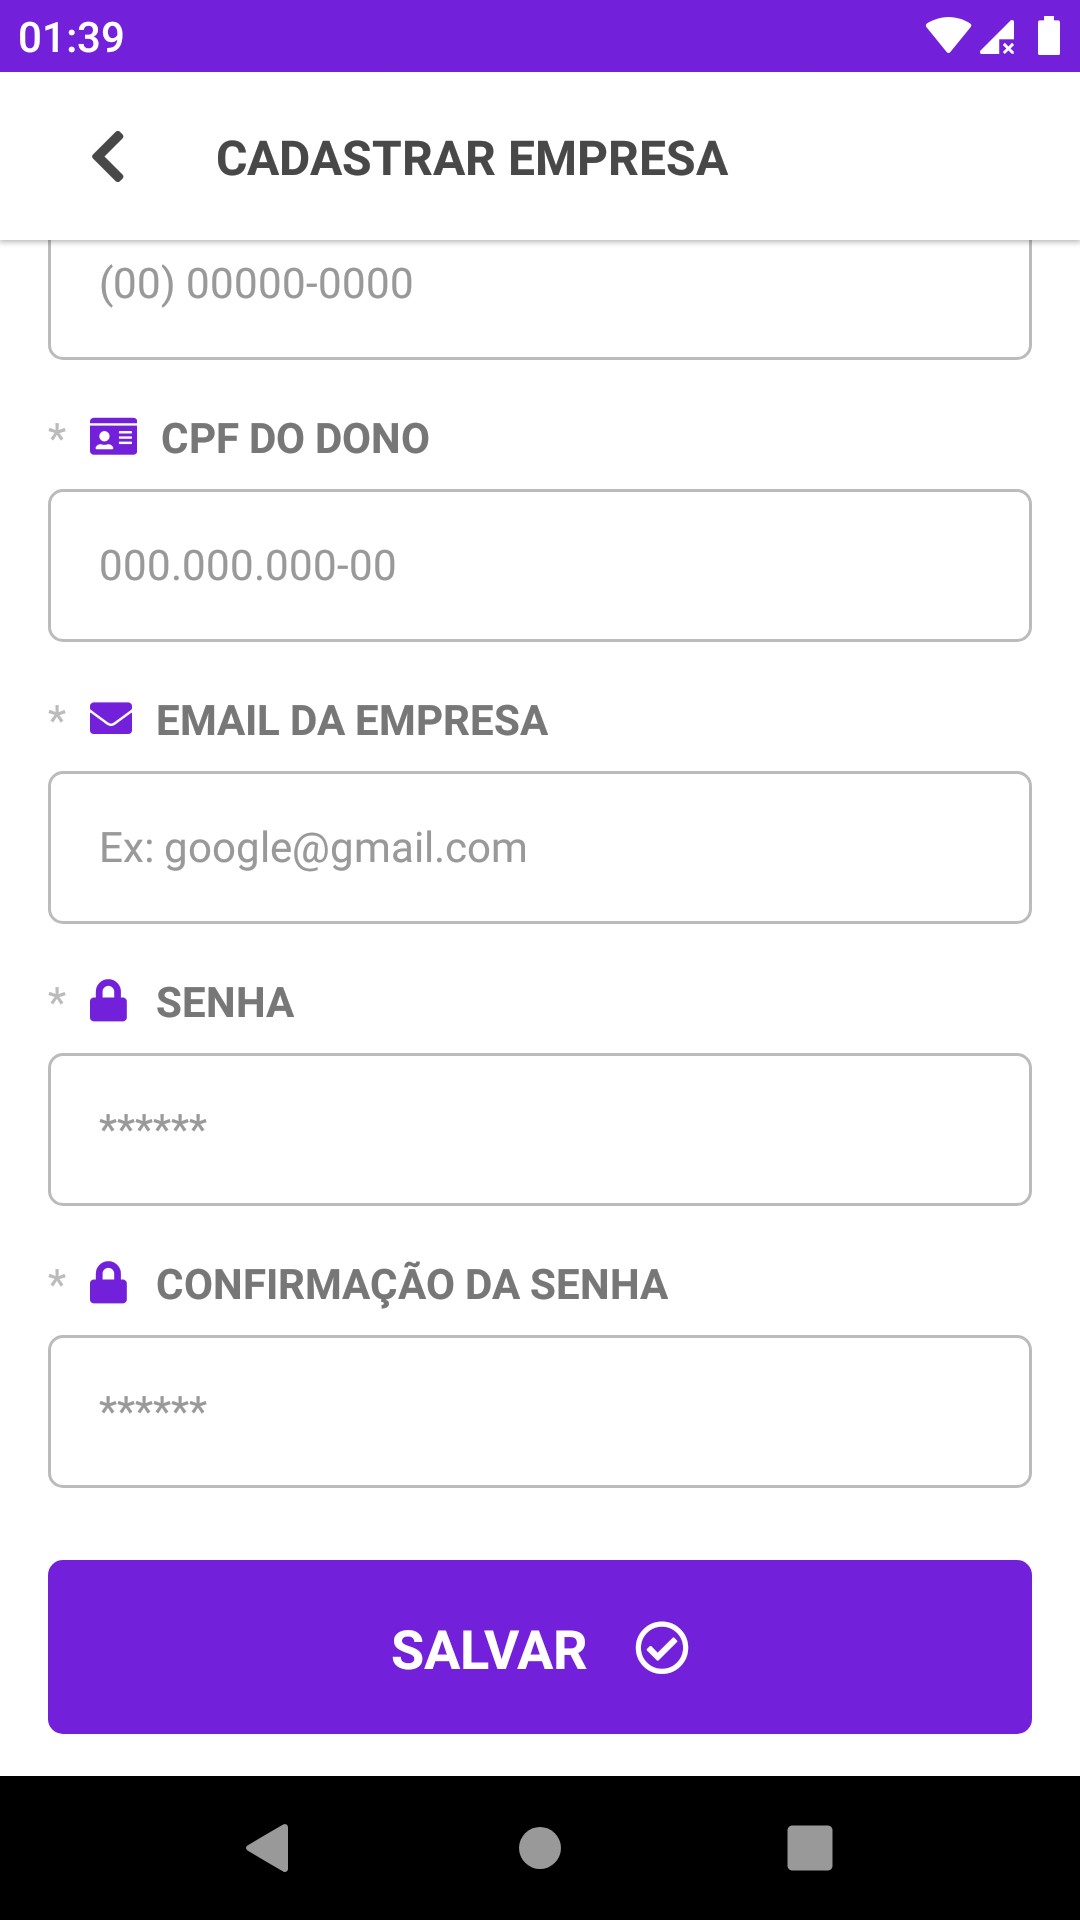 01:39
CADASTRAR EMPRESA
(00) 00000-0000
* CPF DO DONO
000.000.000-00
* EMAIL DA EMPRESA
Ex: google@gmail.com
* SENHA
******
* CONFIRMAÇÃO DA SENHA
******
SALVAR